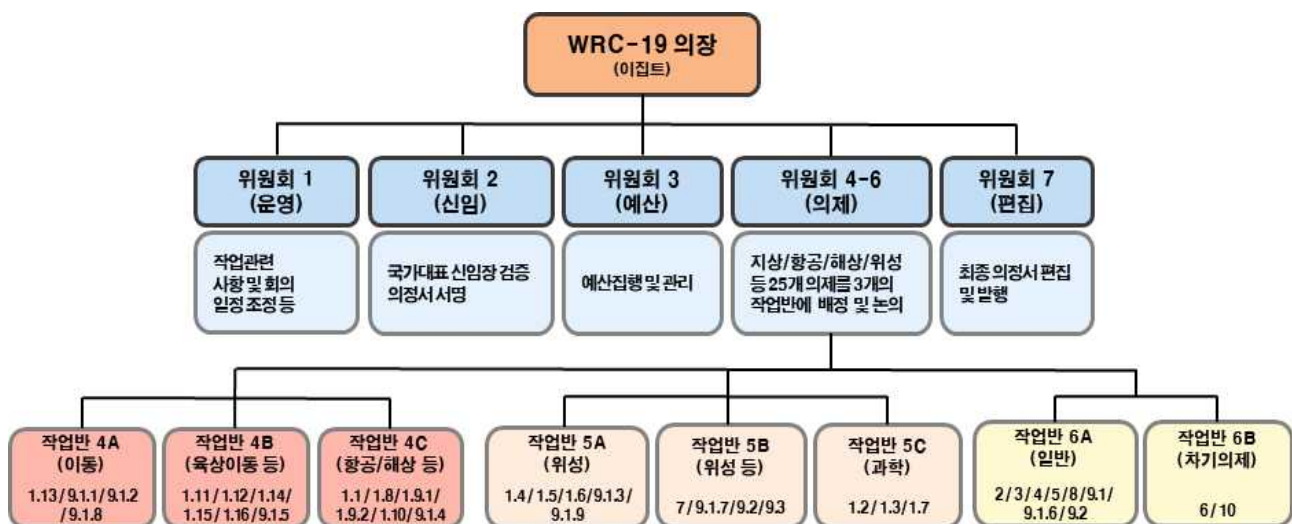 WRC-19 의장
(이집트)
위원회 1
(운영)
위원회 2
(신임)
위원회 3
(예산)
위원회 4-6
(의제)
위원회 7
(편집)
작업관련
사항 및 회의
일정 조정 등
국가대표 신임장 검증
의정서 서명
예산집행 및 관리
지상/항공/해상/위성
등 25개 의제를 3개의
작업반에 배정 및 논의
최종 의정서 편집
및 발행
작업반 4A
(이동)
1.13/9.1.1/9.1.2
/9.1.8
작업반 4B
(육상이동 등)
1.11/1.12/1.14/
1.15/1.16/9.1.5
작업반 4C
(항공/해상 등)
1.1/1.8/1.9.1/
1.9.2/1.10/9.1.4
작업반 5A
(위성)
1.4/1.5/1.6/9.1.3/
9.1.9
작업반 5B
(위성 등)
7/9.1.7/9.2/9.3
작업반 5C
(과학)
1.2/1.3/1.7
작업반 6A
(일반)
2/3/4/5/8/9.1/
9.1.6/9.2
작업반 6B
(차기의제)
6/10